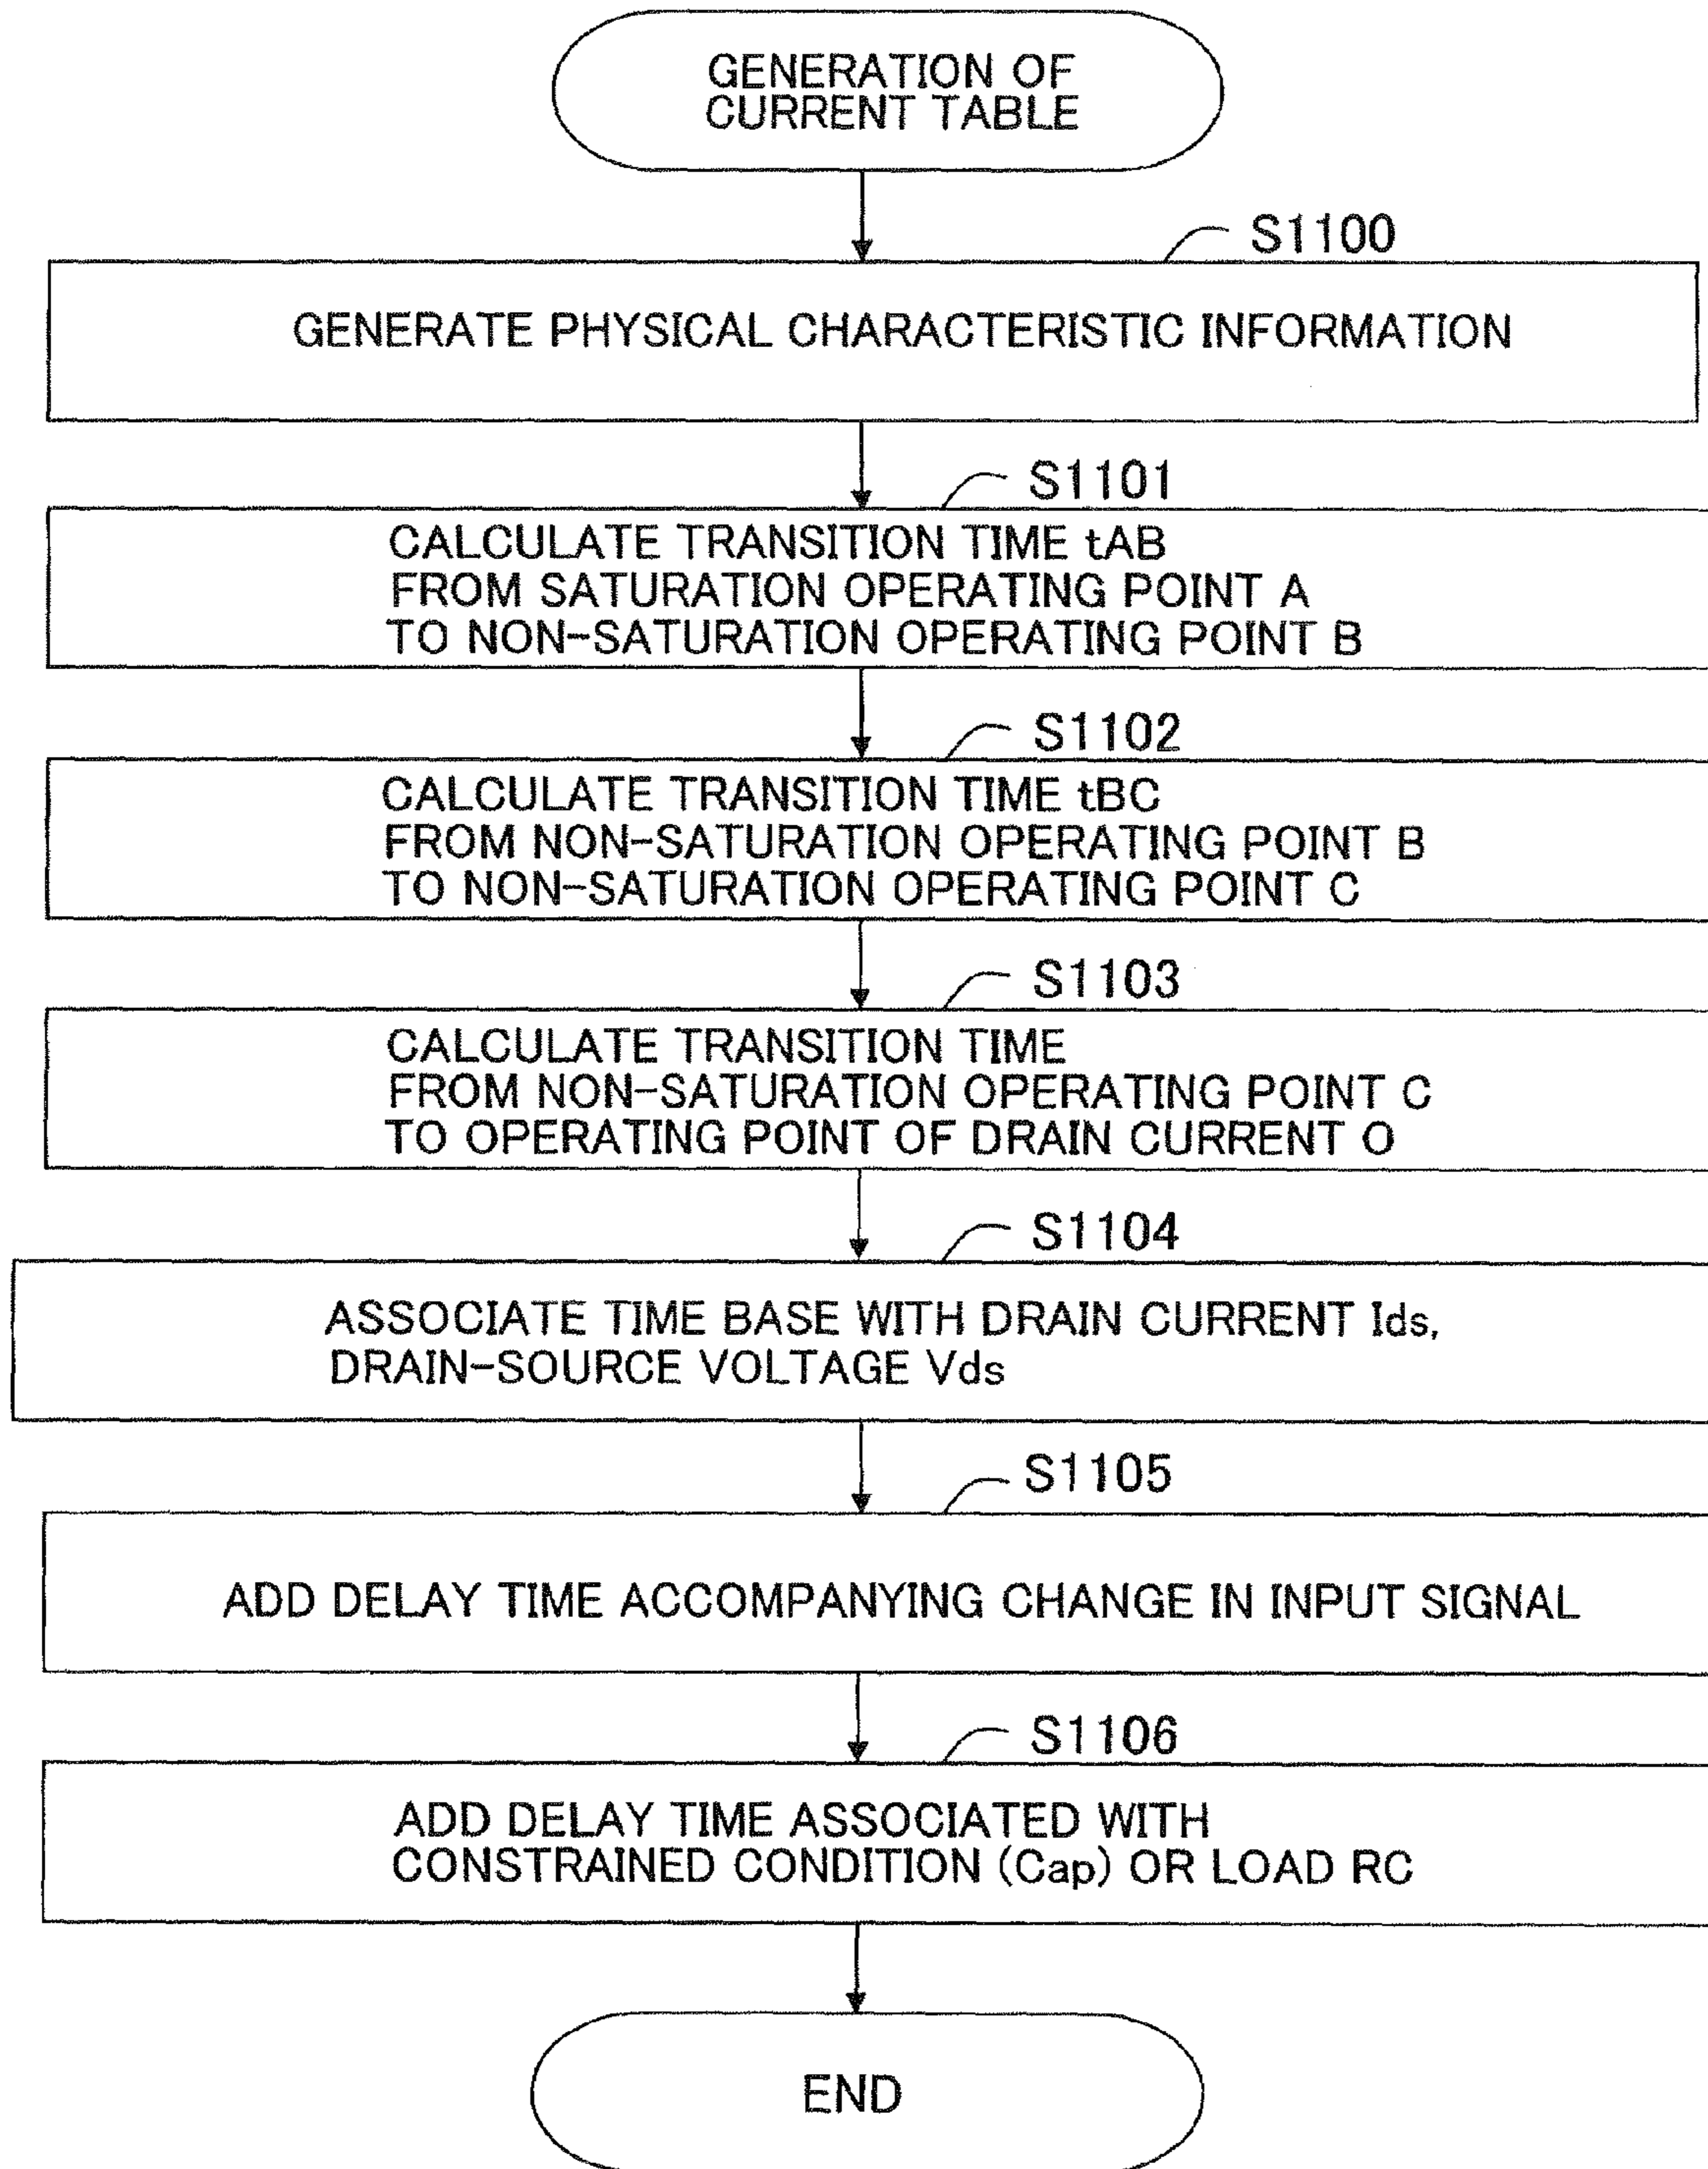 GENERATION OF
CURRENT TABLE
S1100
GENERATE PHYSICAL CHARACTERISTIC INFORMATION
S1101
CALCULATE TRANSITION TIME tAB
FROM SATURATION OPERATING POINT A
TO NON-SATURATION OPERATING POINT B
S1102
CALCULATE TRANSITION TIME tBC
FROM NON-SATURATION OPERATING POINT B
TO NON-SATURATION OPERATING POINT C
S1103
CALCULATE TRANSITION TIME
FROM NON-SATURATION OPERATING POINT C
TO OPERATING POINT OF DRAIN CURRENT O
S1104
ASSOCIATE TIME BASE WITH DRAIN CURRENT Ids,
DRAIN-SOURCE VOLTAGE Vds
S1105
ADD DELAY TIME ACCOMPANYING CHANGE IN INPUT SIGNAL
S1106
ADD DELAY TIME ASSOCIATED WITH
CONSTRAINED CONDITION (Cap) OR LOAD RC
END